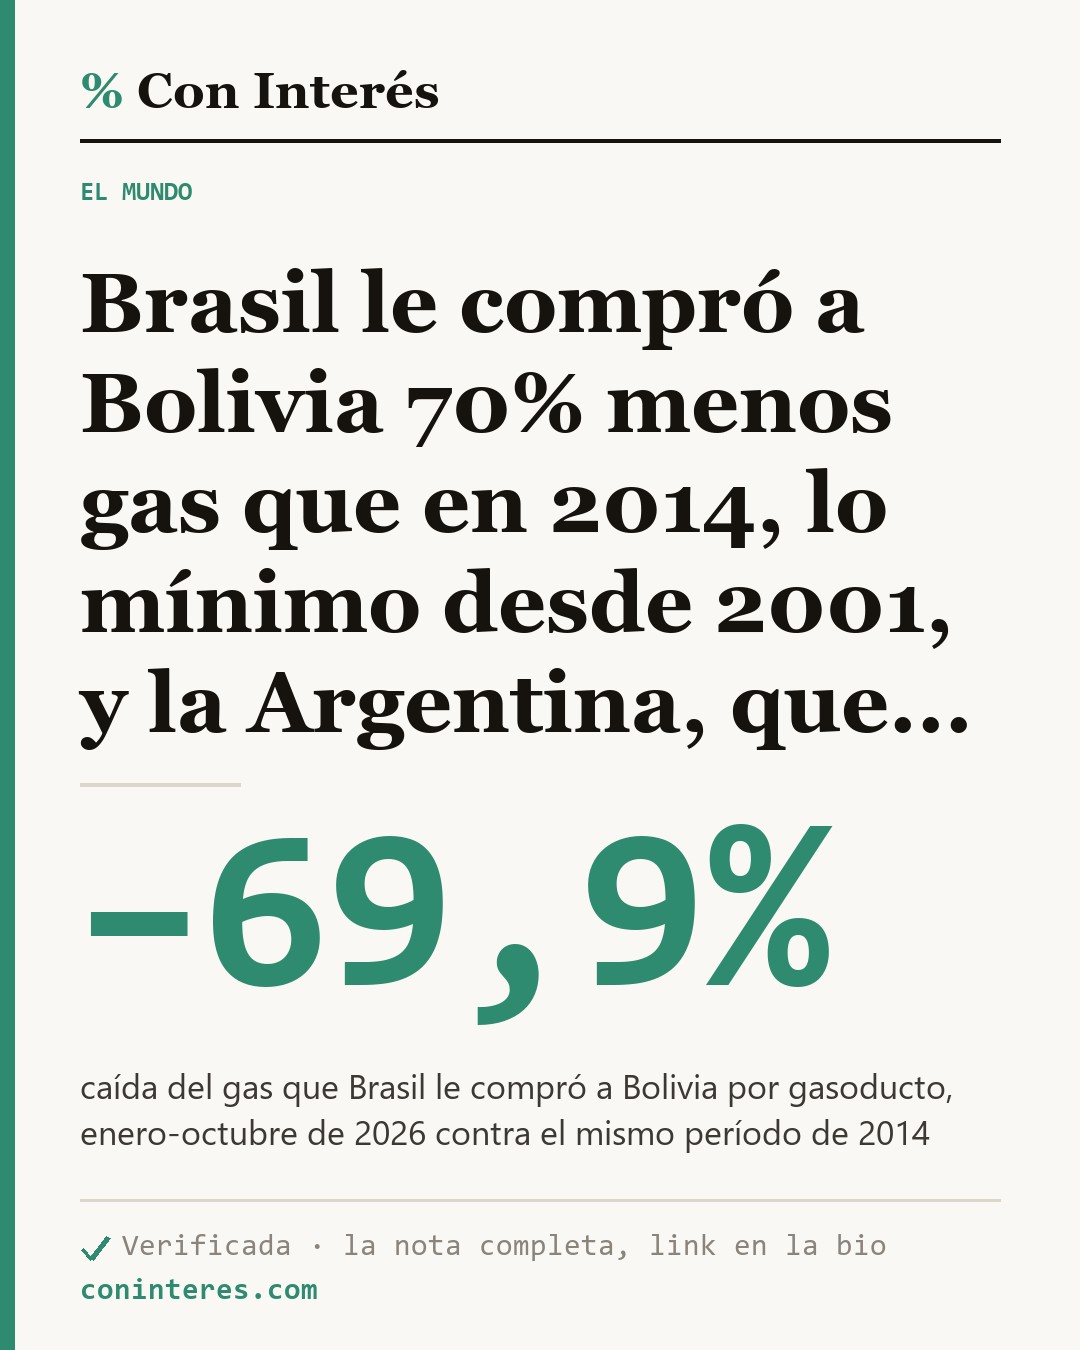 % Con Interés
EL MUNDO
Brasil le compró a
Bolivia 70% menos
gas que en 2014, lo
mínimo desde 2001,
y la Argentina, que...
−69,9%
caída del gas que Brasil le compró a Bolivia por gasoducto,
enero-octubre de 2026 contra el mismo período de 2014
✓ Verificada · la nota completa, link en la bio
coninteres.com